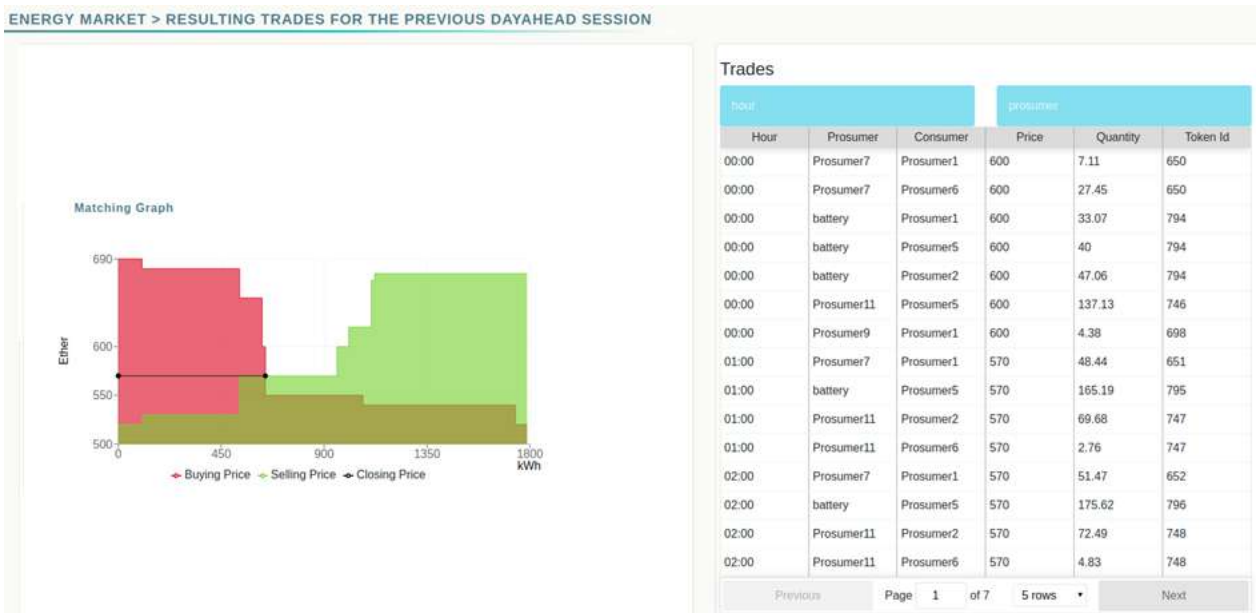 ENERGY MARKET > RESULTING TRADES FOR THE PREVIOUS DAYAHEAD SESSION
Matching Graph
690
600
550
500
Ether
0 450 900 1350 1800
kWh
Buying Price Selling Price Closing Price
Trades
hour prosumer
Hour Prosumer Consumer Price Quantity Token Id
00:00 Prosumer7 Prosumer1 600 7.11 650
00:00 Prosumer7 Prosumer6 600 27.45 650
00:00 battery Prosumer1 600 33.07 794
00:00 battery Prosumer5 600 40 794
00:00 battery Prosumer2 600 47.06 794
00:00 Prosumer11 Prosumer5 600 137.13 746
00:00 Prosumer9 Prosumer1 600 4.38 698
01:00 Prosumer7 Prosumer1 570 48.44 651
01:00 battery Prosumer5 570 165.19 795
01:00 Prosumer11 Prosumer2 570 69.68 747
01:00 Prosumer11 Prosumer6 570 2.76 747
02:00 Prosumer7 Prosumer1 570 51.47 652
02:00 battery Prosumer5 570 175.62 796
02:00 Prosumer11 Prosumer2 570 72.49 748
02:00 Prosumer11 Prosumer6 570 4.83 748
Previous Page 1 of 7 5 rows Next